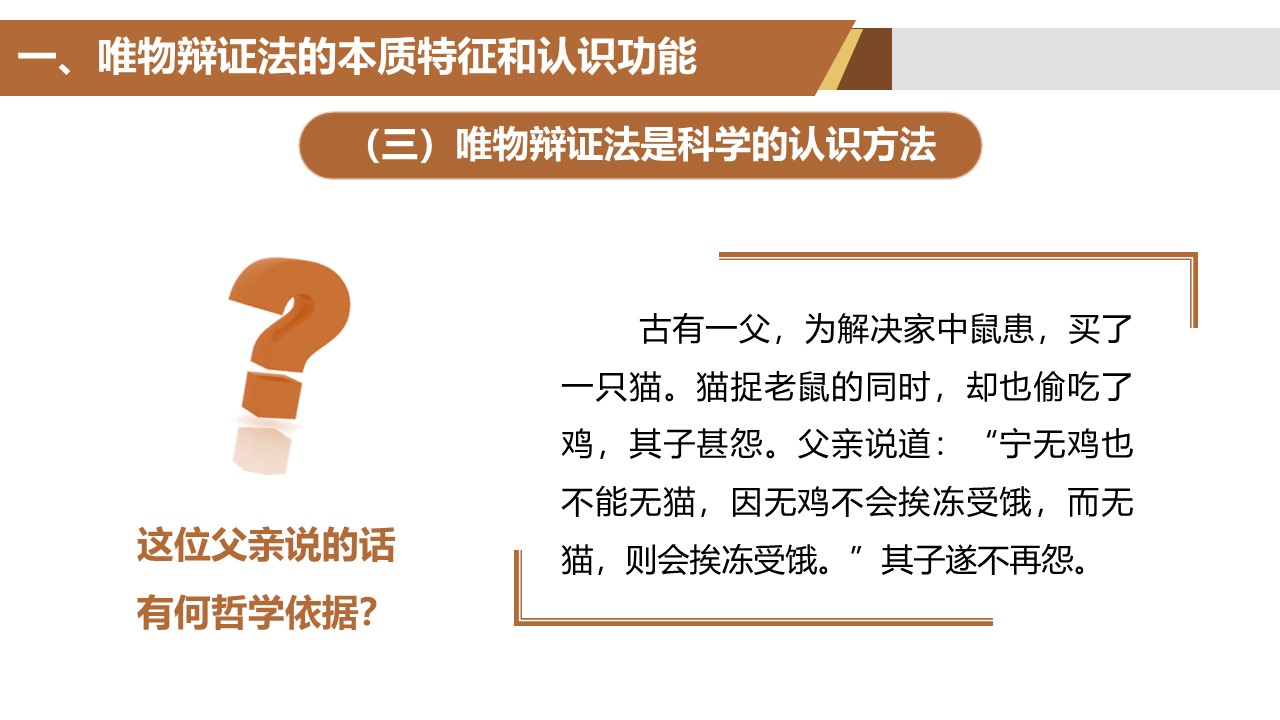 一、唯物辩证法的本质特征和认识功能
（三）唯物辩证法是科学的认识方法
古有一父，为解决家中鼠患，买了
一只猫。猫捉老鼠的同时，却也偷吃了
鸡，其子甚怨。父亲说道：“宁无鸡也
不能无猫，因无鸡不会挨冻受饿，而无
猫，则会挨冻受饿。”其子遂不再怨。
这位父亲说的话
有何哲学依据？